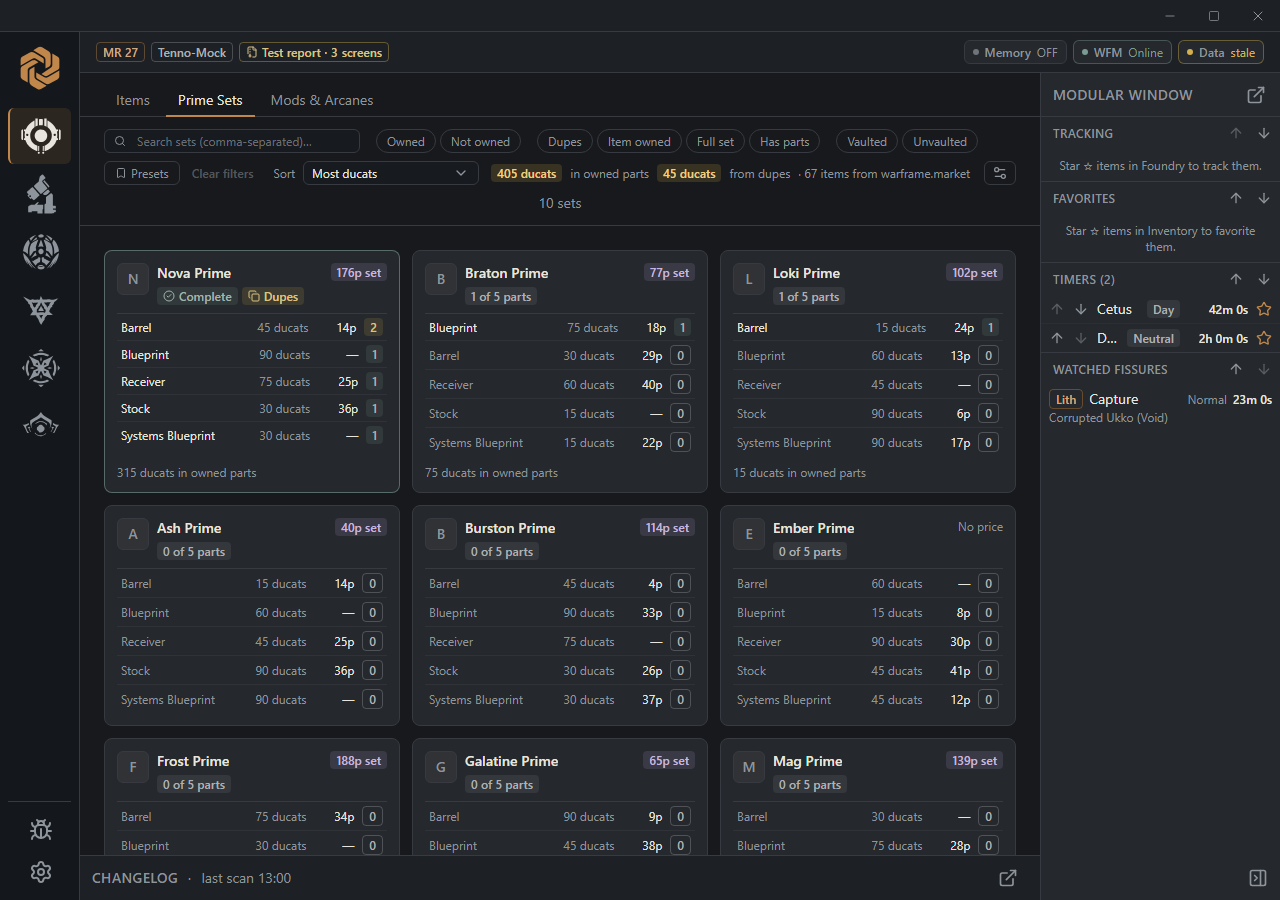 MR 27 Tenno-Mock Test report · 3 screens Memory OFF WFM Online Data stale
Items Prime Sets Mods & Arcanes
Search sets (comma-separated)... Owned Not owned Dupes Item owned Full set Has parts Vaulted Unvaulted
Presets Clear filters Sort Most ducats 405 ducats in owned parts 45 ducats from dupes · 67 items from warframe.market
10 sets
N Nova Prime 176p set
Complete Dupes
Barrel 45 ducats 14p 2
Blueprint 90 ducats — 1
Receiver 75 ducats 25p 1
Stock 30 ducats 36p 1
Systems Blueprint 30 ducats — 1
315 ducats in owned parts
B Braton Prime 77p set
1 of 5 parts
Blueprint 75 ducats 18p 1
Barrel 30 ducats 29p 0
Receiver 60 ducats 40p 0
Stock 15 ducats — 0
Systems Blueprint 15 ducats 22p 0
75 ducats in owned parts
L Loki Prime 102p set
1 of 5 parts
Barrel 15 ducats 24p 1
Blueprint 60 ducats 13p 0
Receiver 45 ducats — 0
Stock 90 ducats 6p 0
Systems Blueprint 90 ducats 17p 0
15 ducats in owned parts
A Ash Prime 40p set
0 of 5 parts
Barrel 15 ducats 14p 0
Blueprint 60 ducats — 0
Receiver 45 ducats 25p 0
Stock 90 ducats 36p 0
Systems Blueprint 90 ducats — 0
B Burston Prime 114p set
0 of 5 parts
Barrel 45 ducats 4p 0
Blueprint 90 ducats 33p 0
Receiver 75 ducats — 0
Stock 30 ducats 26p 0
Systems Blueprint 30 ducats 37p 0
E Ember Prime No price
0 of 5 parts
Barrel 60 ducats — 0
Blueprint 15 ducats 8p 0
Receiver 90 ducats 30p 0
Stock 45 ducats 41p 0
Systems Blueprint 45 ducats 12p 0
F Frost Prime 188p set
0 of 5 parts
Barrel 75 ducats 34p 0
Blueprint 30 ducats — 0
G Galatine Prime 65p set
0 of 5 parts
Barrel 90 ducats 9p 0
Blueprint 45 ducats 38p 0
M Mag Prime 139p set
0 of 5 parts
Barrel 30 ducats — 0
Blueprint 75 ducats 28p 0
MODULAR WINDOW
TRACKING
Star ☆ items in Foundry to track them.
FAVORITES
Star ☆ items in Inventory to favorite
them.
TIMERS (2)
Cetus Day 42m 0s
D... Neutral 2h 0m 0s
WATCHED FISSURES
Lith Capture Normal 23m 0s
Corrupted Ukko (Void)
CHANGELOG · last scan 13:00